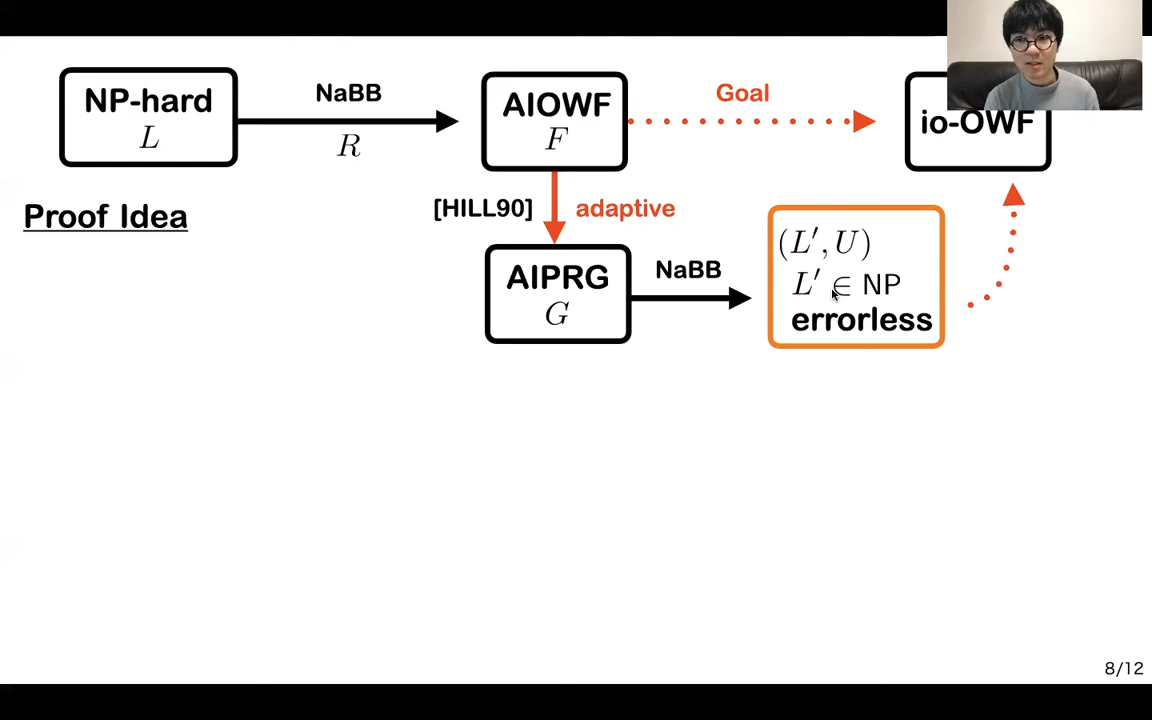 NP-hard
L
NaBB
R
AIOWF
F
Goal
io-OWF
Proof Idea
[HILL90]
adaptive
AIPRG
G
NaBB
(L′, U)
L′ ∈ NP
errorless
8/12